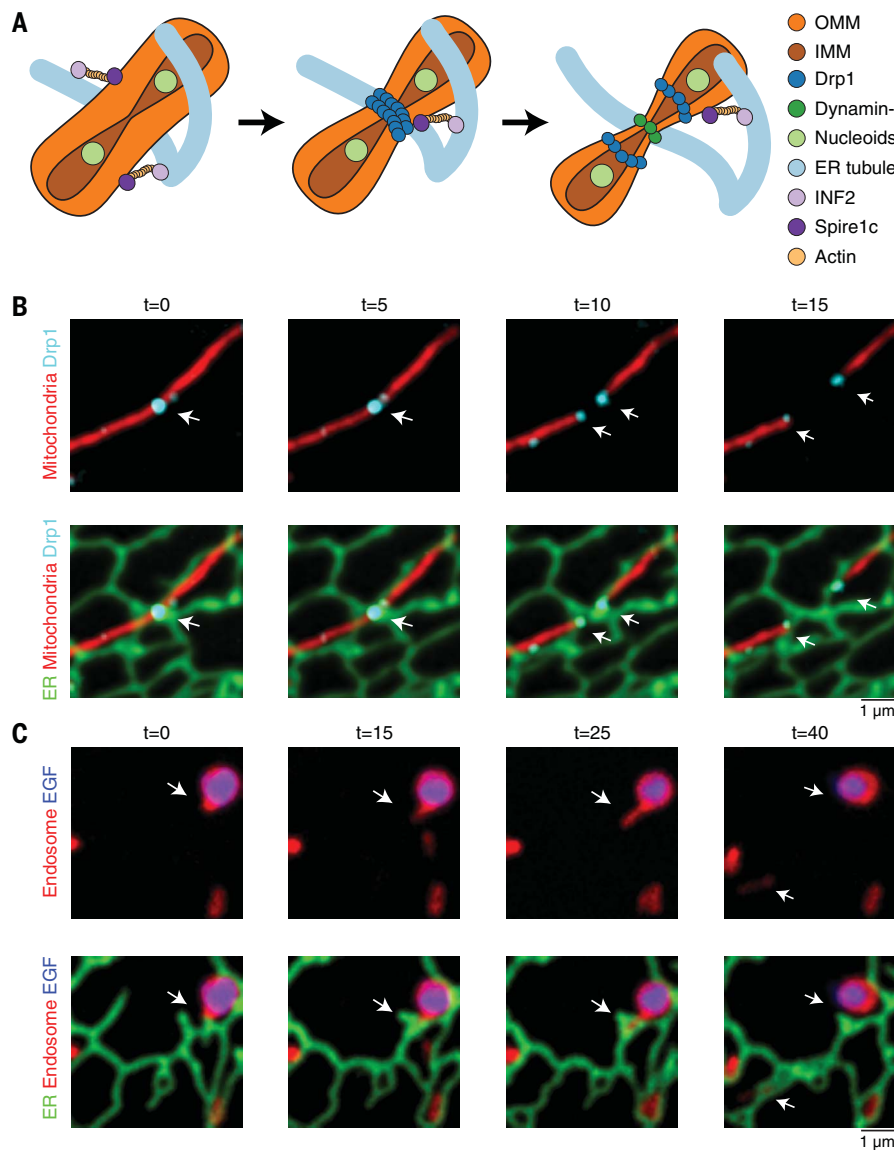 A
OMM
IMM
Drp1
Dynamin-
Nucleoids
ER tubule
INF2
Spire1c
Actin
B
t=0 t=5 t=10 t=15
Mitochondria Drp1
ER Mitochondria Drp1
1 µm
C
t=0 t=15 t=25 t=40
Endosome EGF
ER Endosome EGF
1 µm